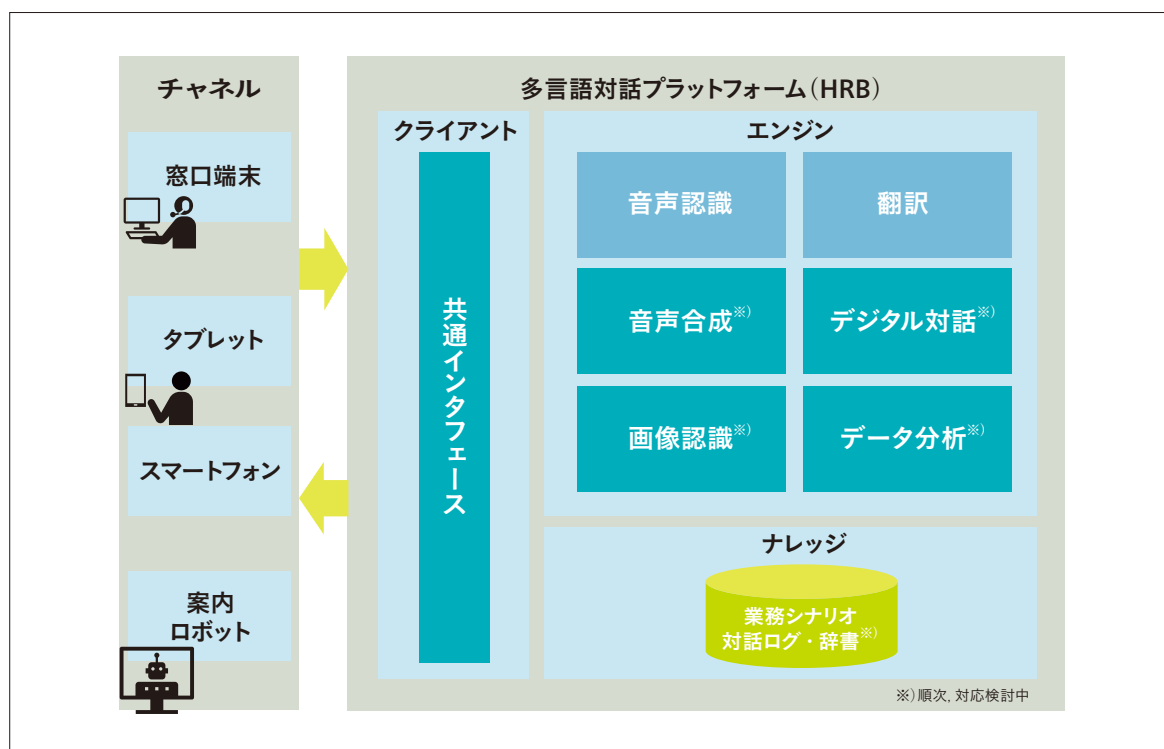 チャネル
窓口端末
タブレット
スマートフォン
案内
ロボット
多言語対話プラットフォーム(HRB)
クライアント
共通インタフェース
エンジン
音声認識
翻訳
音声合成※)
デジタル対話※)
画像認識※)
データ分析※)
ナレッジ
業務シナリオ
対話ログ・辞書※)
※)順次, 対応検討中